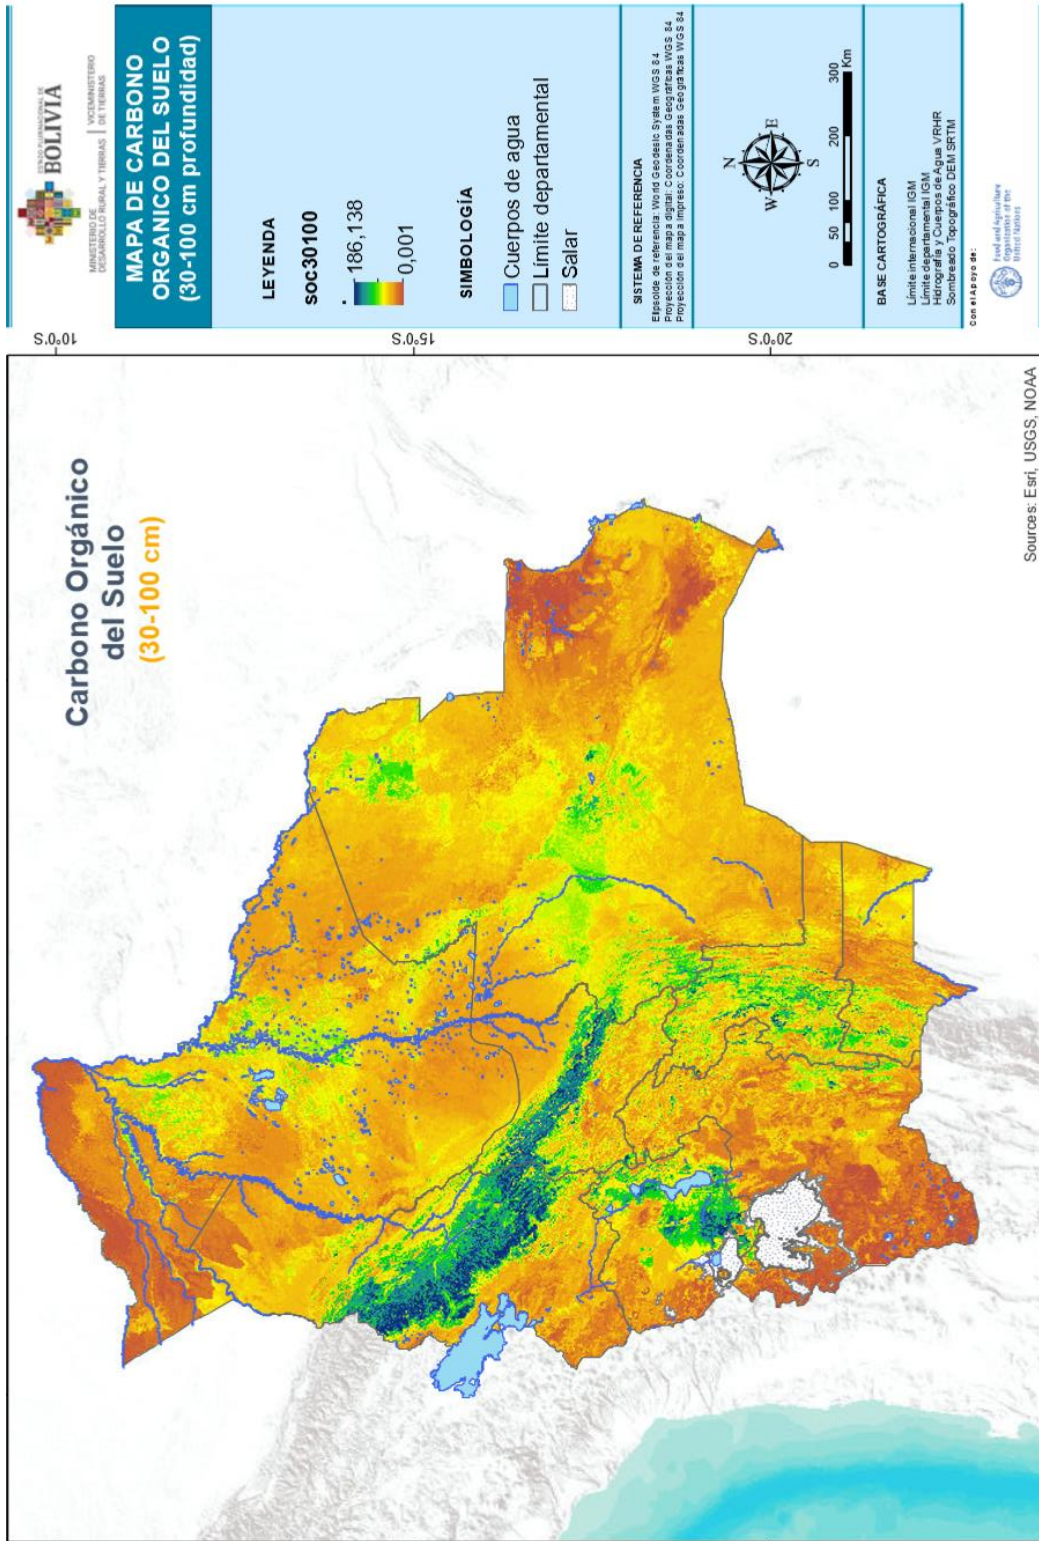 Carbono Orgánico
del Suelo
(30-100 cm)
10°0'S
15°0'S
20°0'S
Sources: Esri, USGS, NOAA
ESTADO PLURINACIONAL DE
BOLIVIA
MINISTERIO DE
DESARROLLO RURAL Y TIERRAS
VICEMINISTERIO
DE TIERRAS
MAPA DE CARBONO
ORGANICO DEL SUELO
(30-100 cm profundidad)
LEYENDA
soc30100
186,138
0,001
SIMBOLOGÍA
Cuerpos de agua
Límite departamental
Salar
SISTEMA DE REFERENCIA
Elipsoide de referencia: World Geodesic System WGS 84
Proyección del mapa digital: Coordenadas Geográficas WGS 84
Proyección del mapa impreso: Coordenadas Geográficas WGS 84
N
W E
S
0 50 100 200 300
Km
BASE CARTOGRÁFICA
Límite internacional IGM
Límite departamental IGM
Hidrografía y Cuerpos de Agua VRHR
Sombreado Topográfico DEM SRTM
Con el Apoyo de:
Food and Agriculture
Organization of the
United Nations